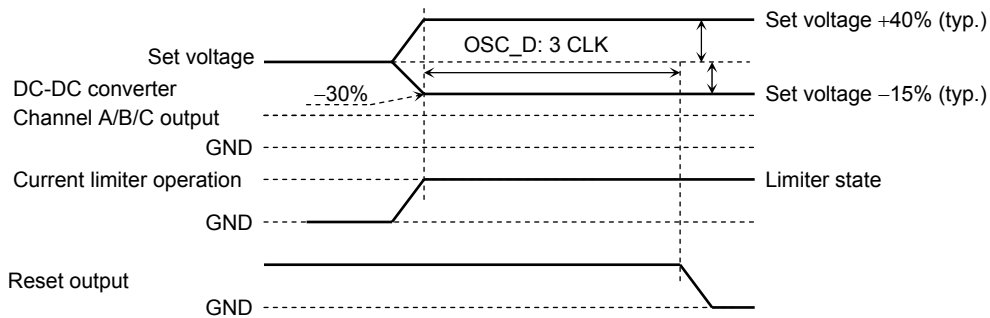 Set voltage +40% (typ.)
OSC_D: 3 CLK
Set voltage
DC-DC converter
−30%
Set voltage −15% (typ.)
Channel A/B/C output
GND
Current limiter operation
Limiter state
GND
Reset output
GND